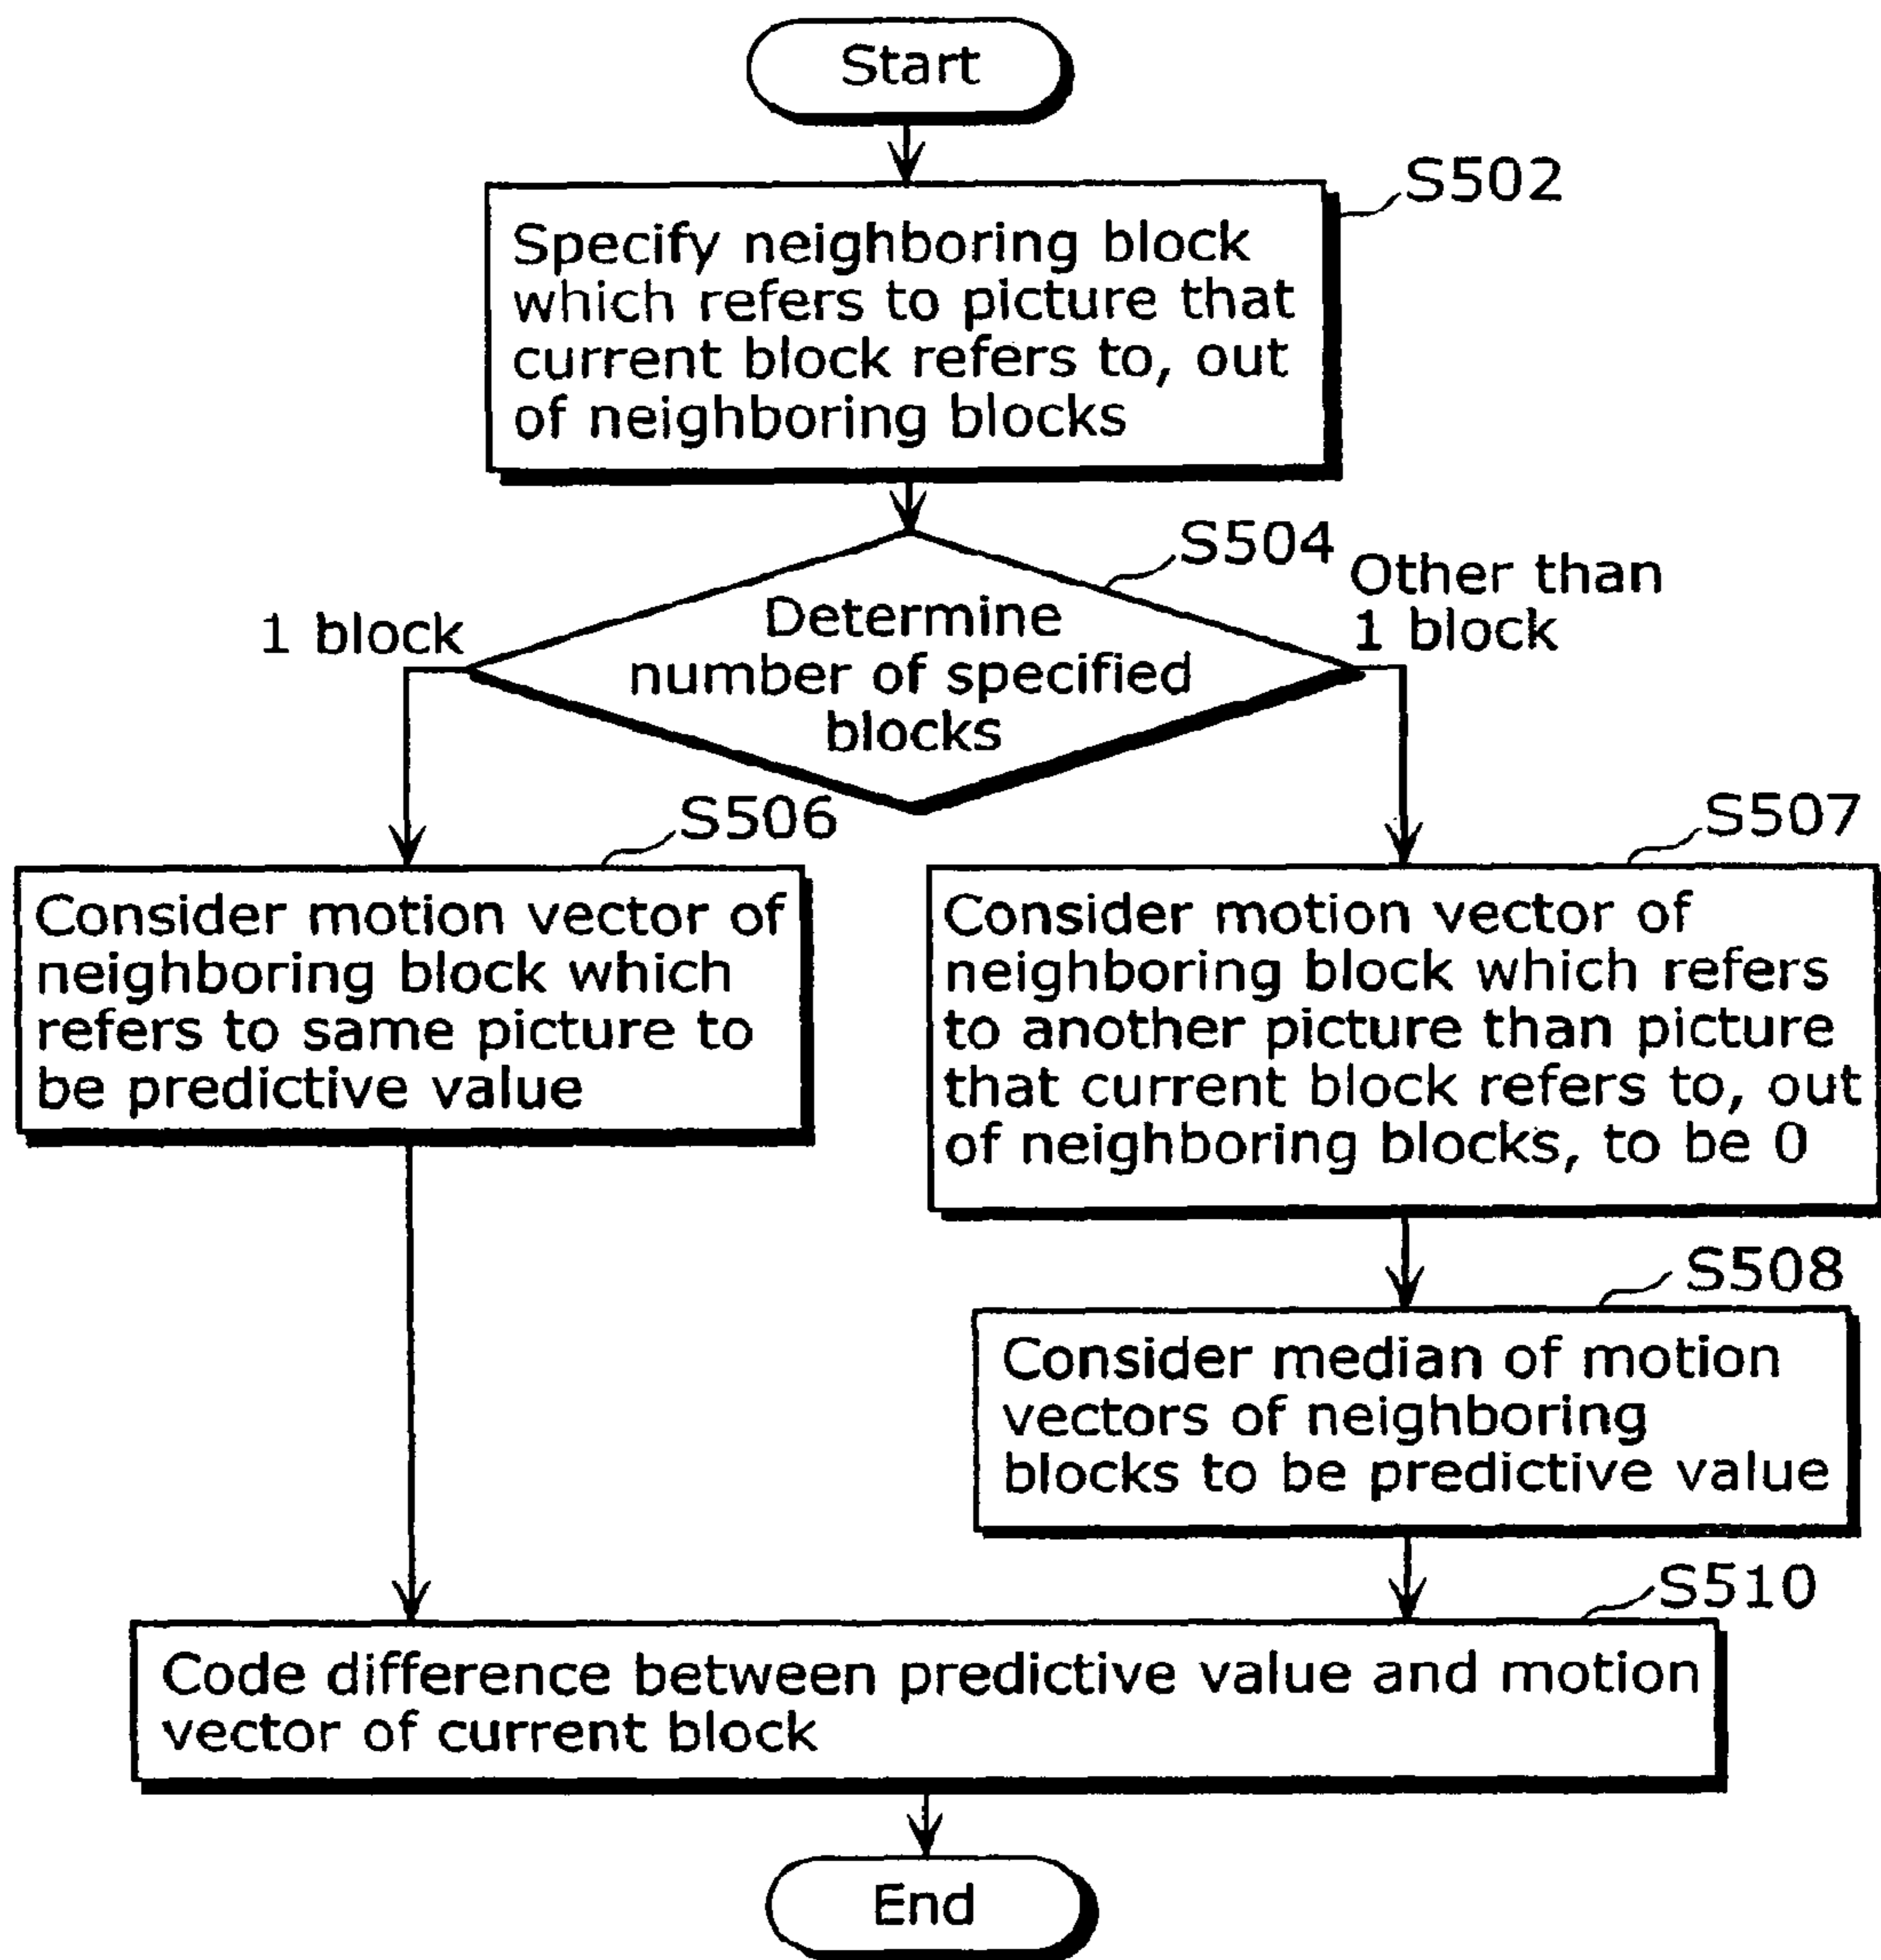 Start
S502
Specify neighboring block
which refers to picture that
current block refers to, out
of neighboring blocks
S504
Determine
number of specified
blocks
1 block
Other than
1 block
S506
Consider motion vector of
neighboring block which
refers to same picture to
be predictive value
S507
Consider motion vector of
neighboring block which refers
to another picture than picture
that current block refers to, out
of neighboring blocks, to be 0
S508
Consider median of motion
vectors of neighboring
blocks to be predictive value
S510
Code difference between predictive value and motion
vector of current block
End